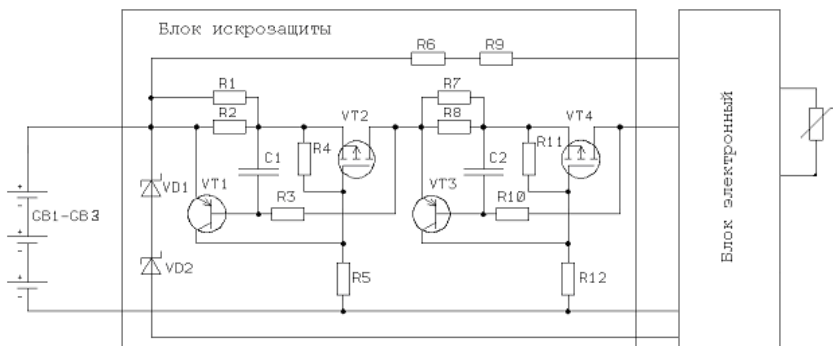 Блок искрозащиты
R6
R9
R1
R7
R2
VT2
R8
VT4
R4
R11
C1
C2
VD1
VT1
R3
VT3
R10
GB1-GB3
VD2
R5
R12
Блок электронный